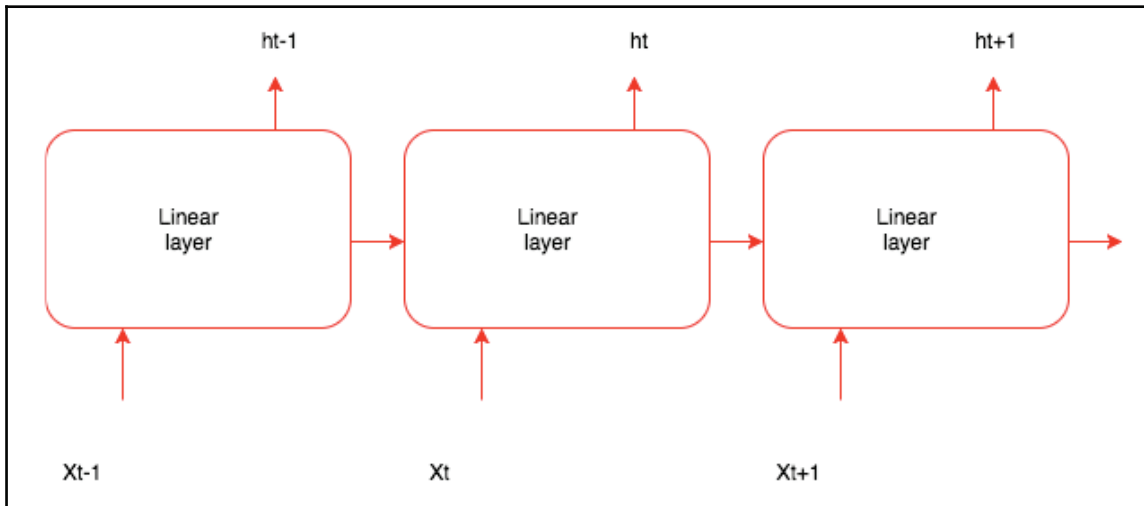 ht-1
ht
ht+1
Linear
layer
Linear
layer
Linear
layer
Xt-1
Xt
Xt+1